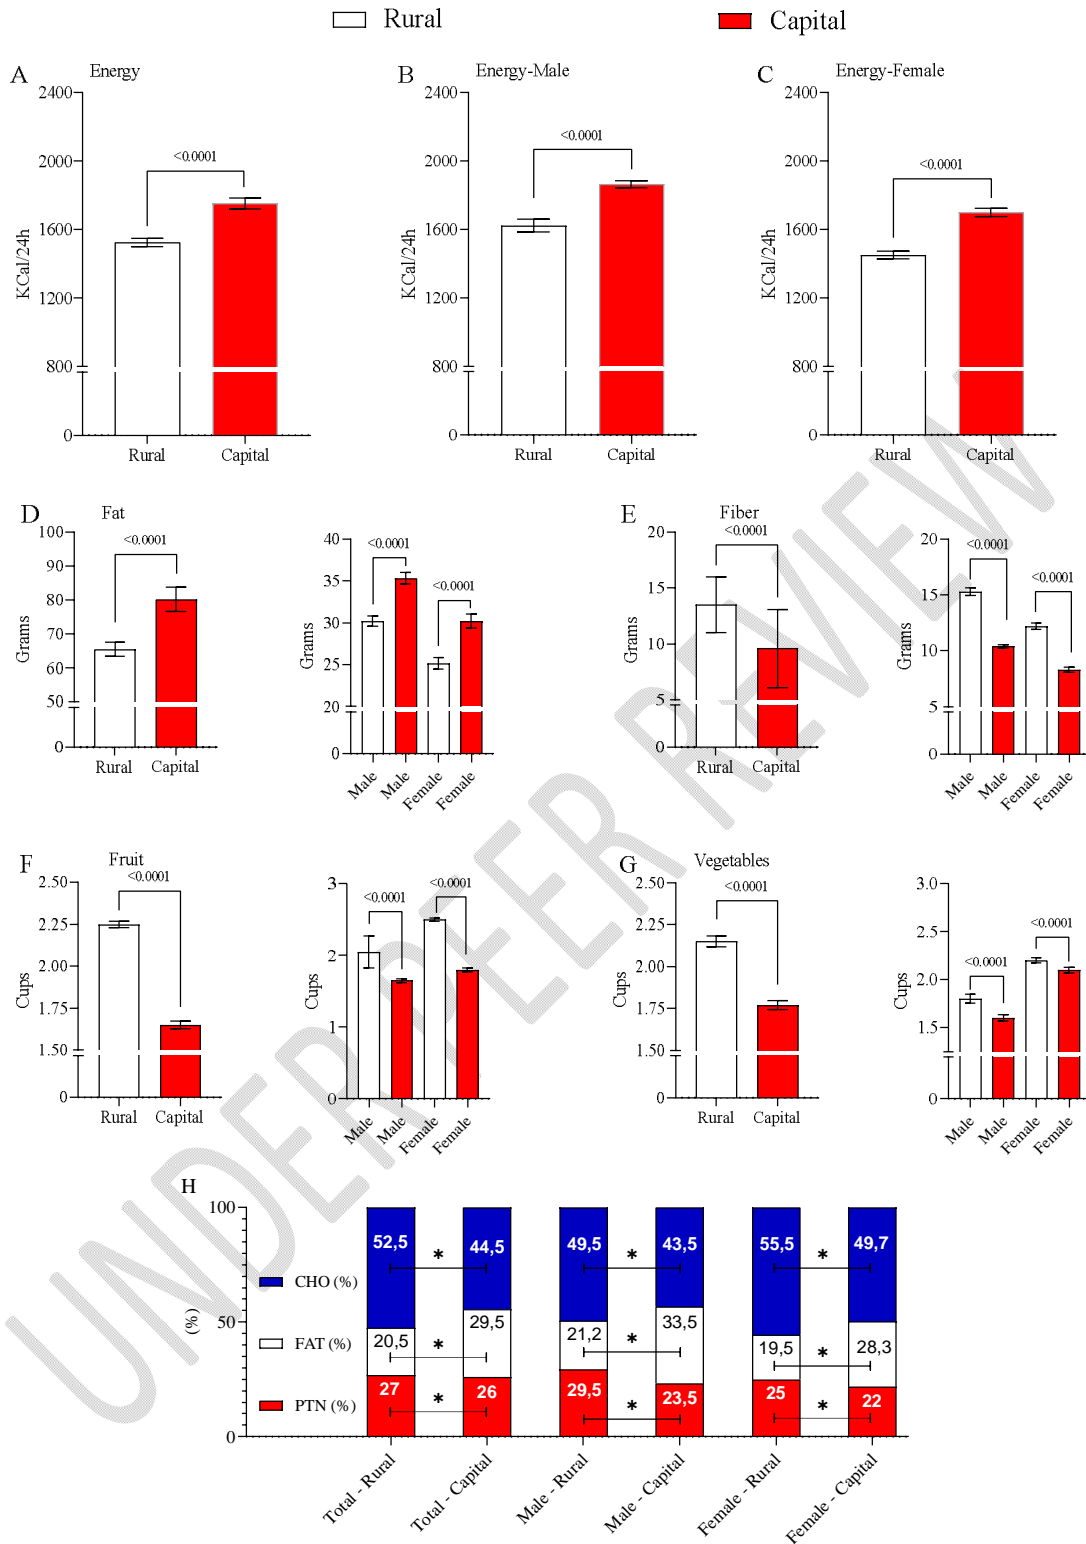 Rural Capital
A Energy
2400
2000
1600
1200
800
0
KCal/24h
<0.0001
Rural Capital
B Energy-Male
2400
2000
1600
1200
800
0
KCal/24h
<0.0001
Rural Capital
C Energy-Female
2400
2000
1600
1200
800
0
KCal/24h
<0.0001
Rural Capital
D Fat
100
90
80
70
60
50
0
Grams
<0.0001
Rural Capital
40
35
30
25
20
0
Grams
<0.0001
<0.0001
Male Male Female Female
E Fiber
20
15
10
5
0
Grams
<0.0001
Rural Capital
20
15
10
5
0
Grams
<0.0001
<0.0001
Male Male Female Female
F Fruit
2.50
2.25
2.00
1.75
1.50
0
Cups
<0.0001
Rural Capital
3
2
1
0
Cups
<0.0001
<0.0001
Male Male Female Female
G Vegetables
2.50
2.25
2.00
1.75
1.50
0
Cups
<0.0001
Rural Capital
3.0
2.5
2.0
1.5
0
Cups
<0.0001
<0.0001
Male Male Female Female
H
100
50
0
(%)
CHO (%)
FAT (%)
PTN (%)
52,5 * 44,5 49,5 * 43,5 55,5 * 49,7
20,5 * 29,5 21,2 * 33,5 19,5 * 28,3
27 * 26 29,5 * 23,5 25 * 22
Total - Rural
Total - Capital
Male - Rural
Male - Capital
Female - Rural
Female - Capital
UNDER PEER REVIEW